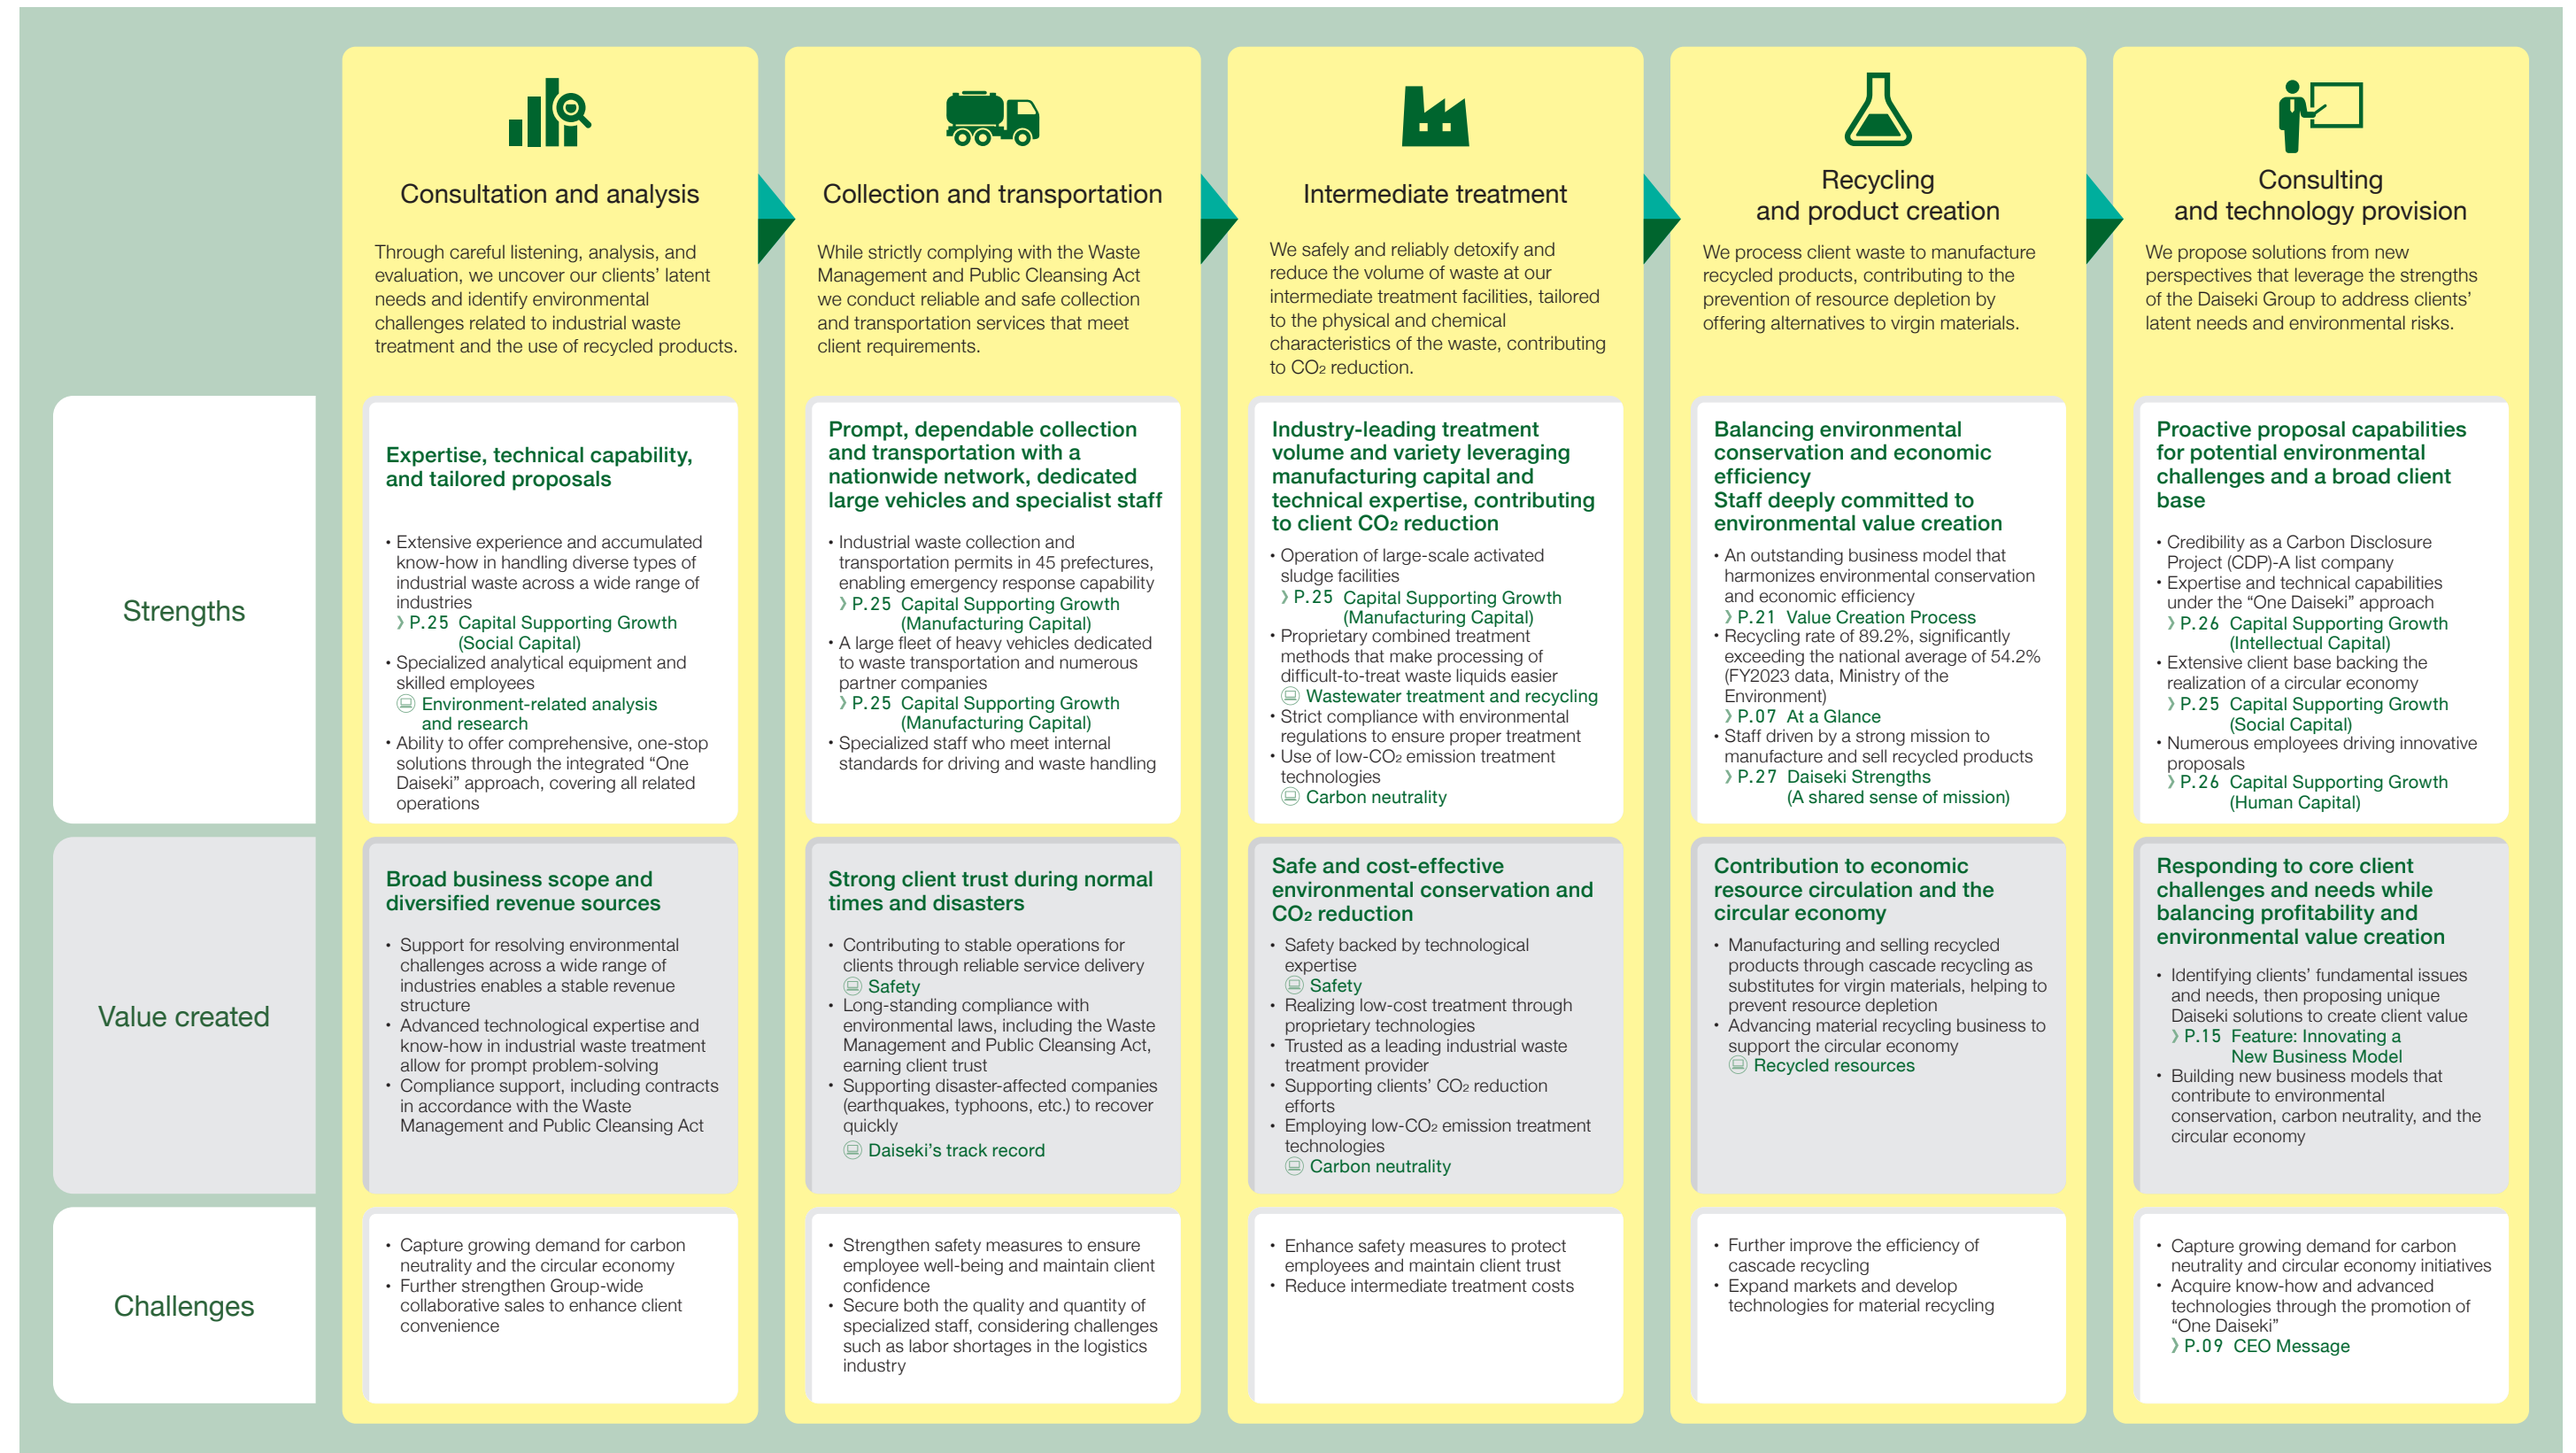 Consultation and analysis
Through careful listening, analysis, and
evaluation, we uncover our clients’ latent
needs and identify environmental
challenges related to industrial waste
treatment and the use of recycled products.
Collection and transportation
While strictly complying with the Waste
Management and Public Cleansing Act
we conduct reliable and safe collection
and transportation services that meet
client requirements.
Intermediate treatment
We safely and reliably detoxify and
reduce the volume of waste at our
intermediate treatment facilities, tailored
to the physical and chemical
characteristics of the waste, contributing
to CO₂ reduction.
Recycling
and product creation
We process client waste to manufacture
recycled products, contributing to the
prevention of resource depletion by
offering alternatives to virgin materials.
Consulting
and technology provision
We propose solutions from new
perspectives that leverage the strengths
of the Daiseki Group to address clients’
latent needs and environmental risks.
Strengths
Expertise, technical capability,
and tailored proposals
• Extensive experience and accumulated
know-how in handling diverse types of
industrial waste across a wide range of
industries
》P.25 Capital Supporting Growth
(Social Capital)
• Specialized analytical equipment and
skilled employees
Environment-related analysis
and research
• Ability to offer comprehensive, one-stop
solutions through the integrated “One
Daiseki” approach, covering all related
operations
Prompt, dependable collection
and transportation with a
nationwide network, dedicated
large vehicles and specialist staff
• Industrial waste collection and
transportation permits in 45 prefectures,
enabling emergency response capability
》P.25 Capital Supporting Growth
(Manufacturing Capital)
• A large fleet of heavy vehicles dedicated
to waste transportation and numerous
partner companies
》P.25 Capital Supporting Growth
(Manufacturing Capital)
• Specialized staff who meet internal
standards for driving and waste handling
Industry-leading treatment
volume and variety leveraging
manufacturing capital and
technical expertise, contributing
to client CO₂ reduction
• Operation of large-scale activated
sludge facilities
》P.25 Capital Supporting Growth
(Manufacturing Capital)
• Proprietary combined treatment
methods that make processing of
difficult-to-treat waste liquids easier
Wastewater treatment and recycling
• Strict compliance with environmental
regulations to ensure proper treatment
• Use of low-CO₂ emission treatment
technologies
Carbon neutrality
Balancing environmental
conservation and economic
efficiency
Staff deeply committed to
environmental value creation
• An outstanding business model that
harmonizes environmental conservation
and economic efficiency
》P.21 Value Creation Process
• Recycling rate of 89.2%, significantly
exceeding the national average of 54.2%
(FY2023 data, Ministry of the
Environment)
》P.07 At a Glance
• Staff driven by a strong mission to
manufacture and sell recycled products
》P.27 Daiseki Strengths
(A shared sense of mission)
Proactive proposal capabilities
for potential environmental
challenges and a broad client
base
• Credibility as a Carbon Disclosure
Project (CDP)-A list company
• Expertise and technical capabilities
under the “One Daiseki” approach
》P.26 Capital Supporting Growth
(Intellectual Capital)
• Extensive client base backing the
realization of a circular economy
》P.25 Capital Supporting Growth
(Social Capital)
• Numerous employees driving innovative
proposals
》P.26 Capital Supporting Growth
(Human Capital)
Value created
Broad business scope and
diversified revenue sources
• Support for resolving environmental
challenges across a wide range of
industries enables a stable revenue
structure
• Advanced technological expertise and
know-how in industrial waste treatment
allow for prompt problem-solving
• Compliance support, including contracts
in accordance with the Waste
Management and Public Cleansing Act
Strong client trust during normal
times and disasters
• Contributing to stable operations for
clients through reliable service delivery
Safety
• Long-standing compliance with
environmental laws, including the Waste
Management and Public Cleansing Act,
earning client trust
• Supporting disaster-affected companies
(earthquakes, typhoons, etc.) to recover
quickly
Daiseki’s track record
Safe and cost-effective
environmental conservation and
CO₂ reduction
• Safety backed by technological
expertise
Safety
• Realizing low-cost treatment through
proprietary technologies
• Trusted as a leading industrial waste
treatment provider
• Supporting clients’ CO₂ reduction
efforts
• Employing low-CO₂ emission treatment
technologies
Carbon neutrality
Contribution to economic
resource circulation and the
circular economy
• Manufacturing and selling recycled
products through cascade recycling as
substitutes for virgin materials, helping to
prevent resource depletion
• Advancing material recycling business to
support the circular economy
Recycled resources
Responding to core client
challenges and needs while
balancing profitability and
environmental value creation
• Identifying clients’ fundamental issues
and needs, then proposing unique
Daiseki solutions to create client value
》P.15 Feature: Innovating a
New Business Model
• Building new business models that
contribute to environmental
conservation, carbon neutrality, and the
circular economy
Challenges
• Capture growing demand for carbon
neutrality and the circular economy
• Further strengthen Group-wide
collaborative sales to enhance client
convenience
• Strengthen safety measures to ensure
employee well-being and maintain client
confidence
• Secure both the quality and quantity of
specialized staff, considering challenges
such as labor shortages in the logistics
industry
• Enhance safety measures to protect
employees and maintain client trust
• Reduce intermediate treatment costs
• Further improve the efficiency of
cascade recycling
• Expand markets and develop
technologies for material recycling
• Capture growing demand for carbon
neutrality and circular economy initiatives
• Acquire know-how and advanced
technologies through the promotion of
“One Daiseki”
》P.09 CEO Message